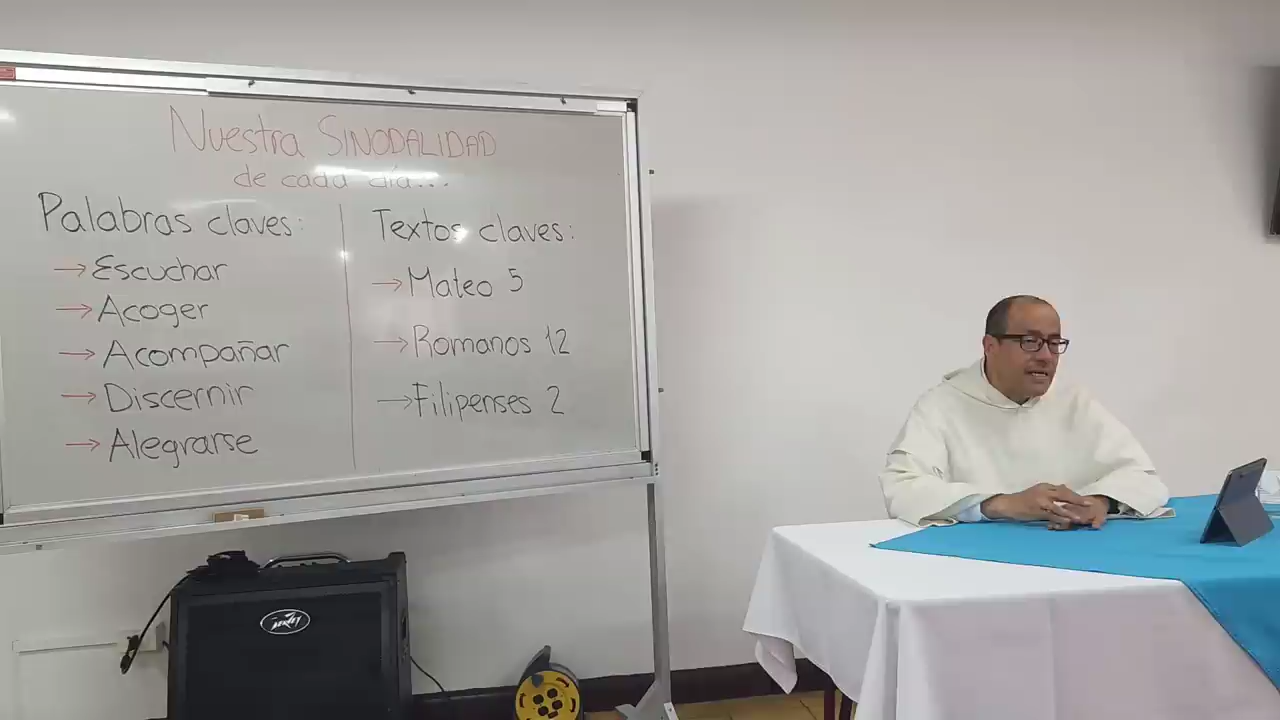 Nuestra SINODALIDAD
de cada día...
Palabras claves:
→ Escuchar
→ Acoger
→ Acompañar
→ Discernir
→ Alegrarse
Textos claves:
→ Mateo 5
→ Romanos 12
→ Filipenses 2
PEAVEY